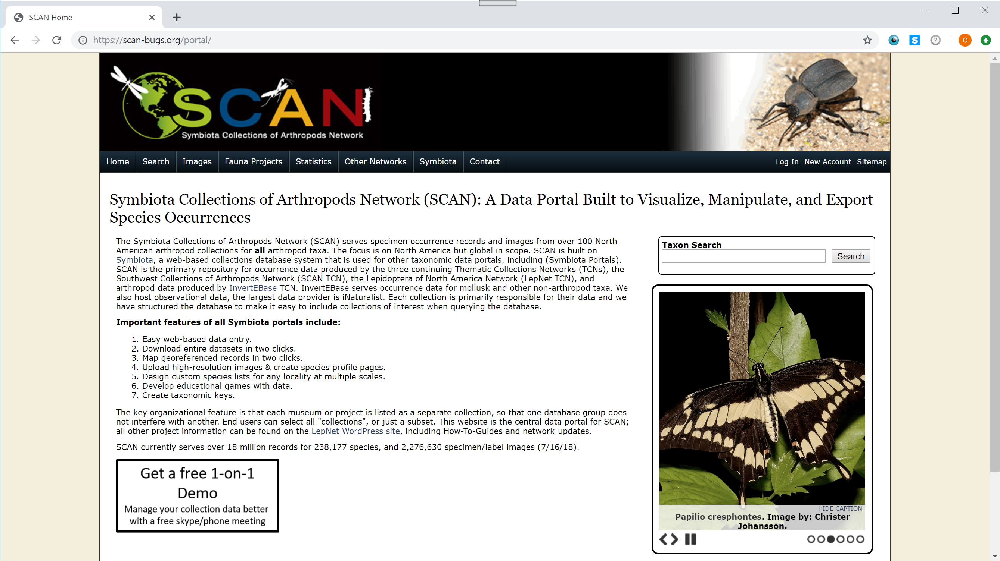 SCAN Home
https://scan-bugs.org/portal/
S
?
C
SCAN
Symbiota Collections of Arthropods Network
Home Search Images Fauna Projects Statistics Other Networks Symbiota Contact Log In New Account Sitemap
Symbiota Collections of Arthropods Network (SCAN): A Data Portal Built to Visualize, Manipulate, and Export
Species Occurrences
The Symbiota Collections of Arthropods Network (SCAN) serves specimen occurrence records and images from over 100 North
American arthropod collections for all arthropod taxa. The focus is on North America but global in scope. SCAN is built on
Symbiota, a web-based collections database system that is used for other taxonomic data portals, including (Symbiota Portals).
SCAN is the primary repository for occurrence data produced by the three continuing Thematic Collections Networks (TCNs), the
Southwest Collections of Arthropods Network (SCAN TCN), the Lepidoptera of North America Network (LepNet TCN), and
arthropod data produced by InvertEBase TCN. InvertEBase serves occurrence data for mollusk and other non-arthropod taxa. We
also host observational data, the largest data provider is iNaturalist. Each collection is primarily responsible for their data and we
have structured the database to make it easy to include collections of interest when querying the database.
Important features of all Symbiota portals include:
1. Easy web-based data entry.
2. Download entire datasets in two clicks.
3. Map georeferenced records in two clicks.
4. Upload high-resolution images & create species profile pages.
5. Design custom species lists for any locality at multiple scales.
6. Develop educational games with data.
7. Create taxonomic keys.
The key organizational feature is that each museum or project is listed as a separate collection, so that one database group does
not interfere with another. End users can select all "collections", or just a subset. This website is the central data portal for SCAN;
all other project information can be found on the LepNet WordPress site, including How-To-Guides and network updates.
SCAN currently serves over 18 million records for 238,177 species, and 2,276,630 specimen/label images (7/16/18).
Get a free 1-on-1
Demo
Manage your collection data better
with a free skype/phone meeting
Taxon Search
Search
HIDE CAPTION
Papilio cresphontes. Image by: Christer
Johansson.